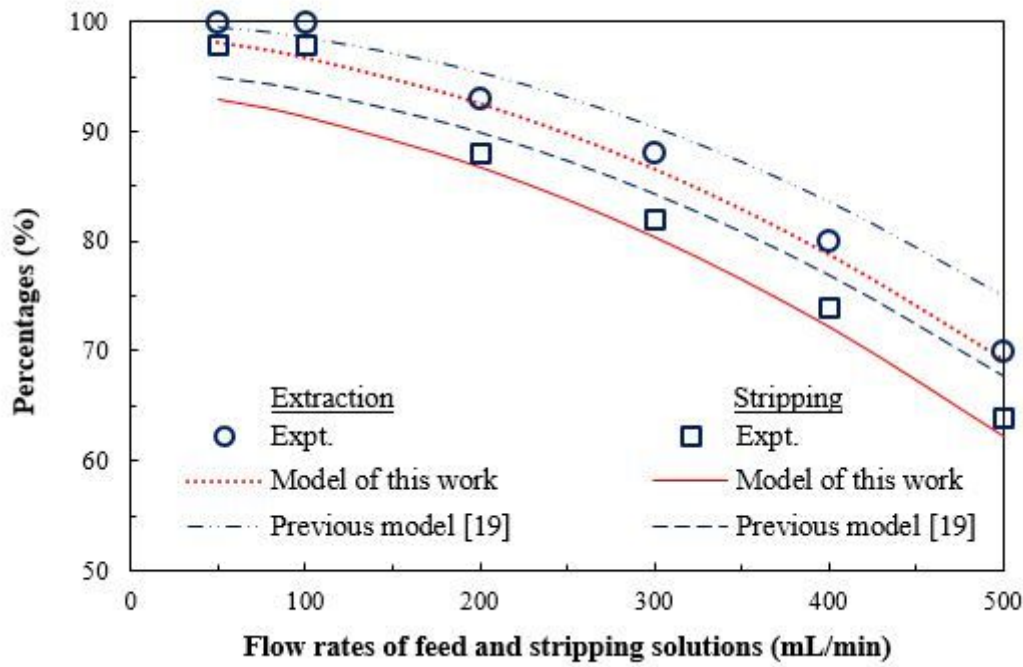 100
90
80
70
60
50
Percentages (%)
Extraction
Expt.
Model of this work
Previous model [19]
Stripping
Expt.
Model of this work
Previous model [19]
0 100 200 300 400 500
Flow rates of feed and stripping solutions (mL/min)